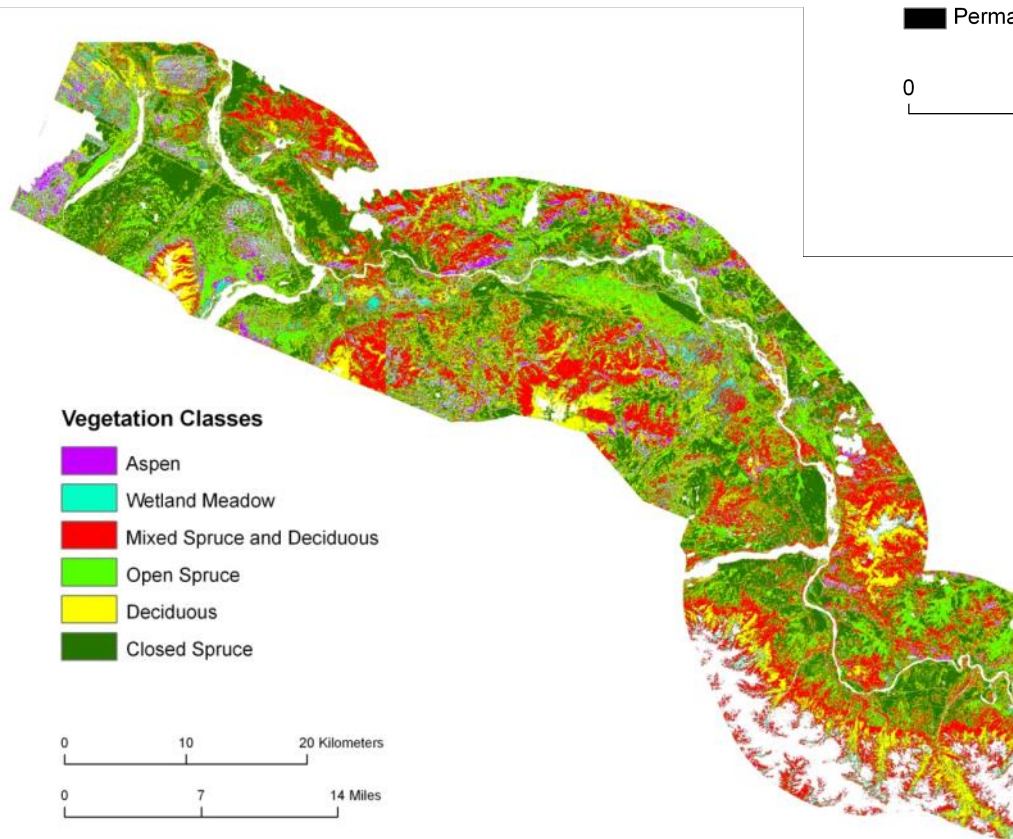 Perma
0
Vegetation Classes
Aspen
Wetland Meadow
Mixed Spruce and Deciduous
Open Spruce
Deciduous
Closed Spruce
0 10 20 Kilometers
0 7 14 Miles